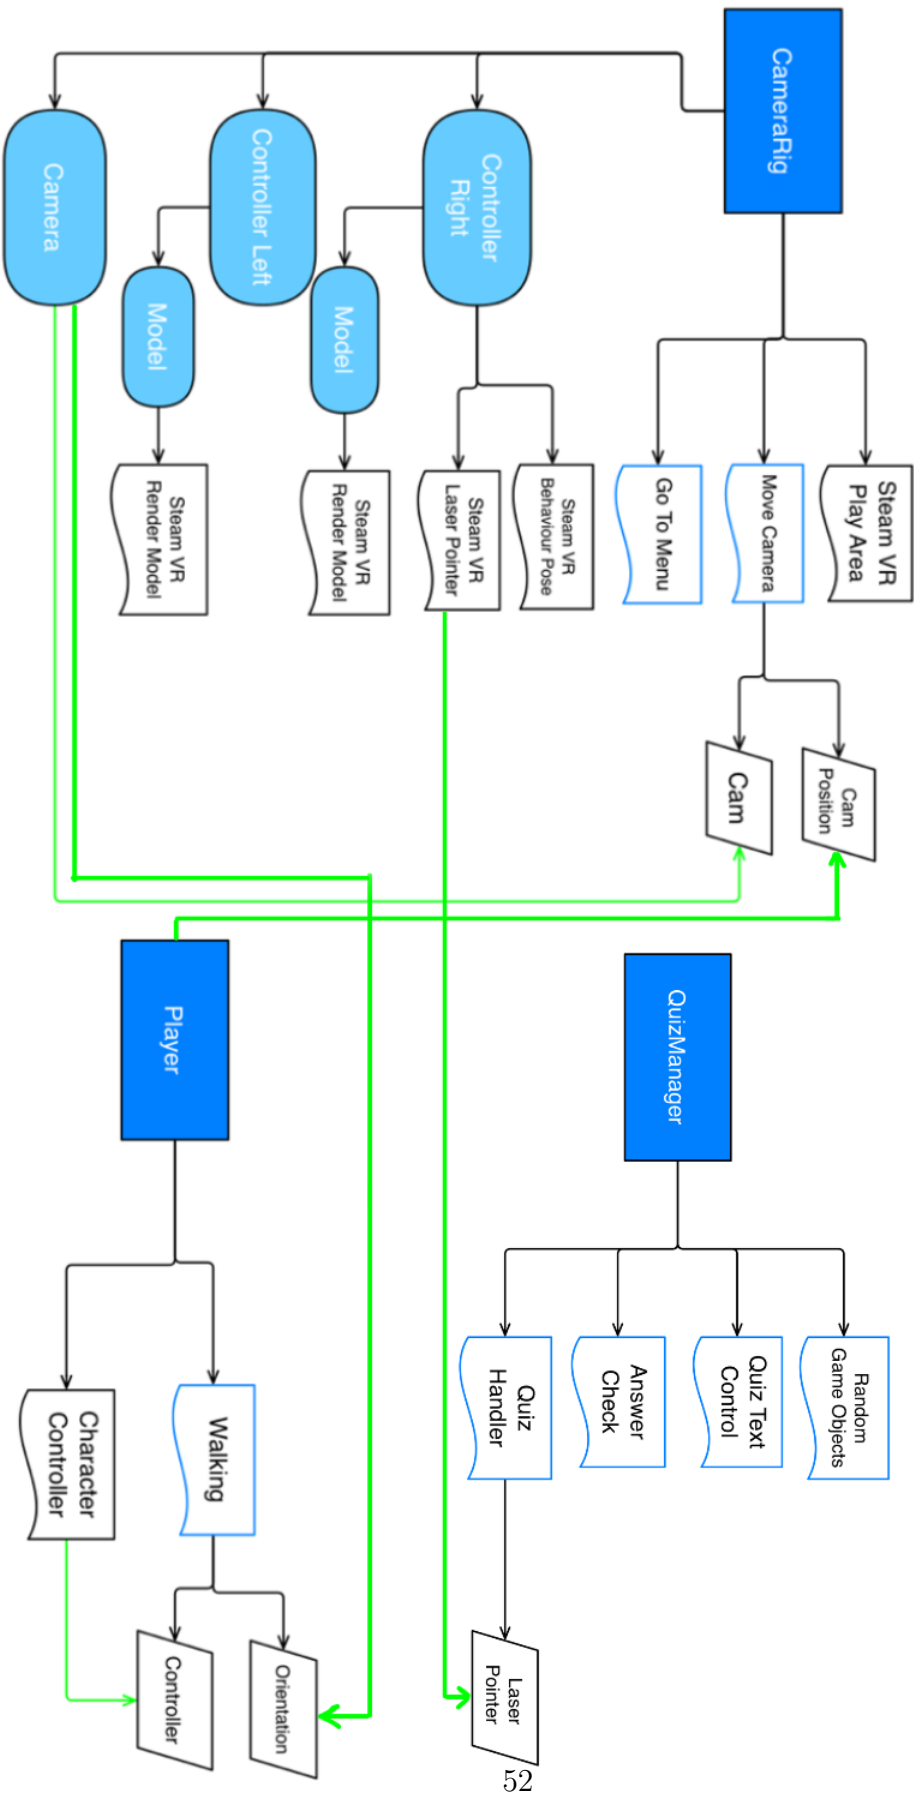 CameraRig
Steam VR
Play Area
Move Camera
Go To Menu
Cam
Position
Cam
Controller
Right
Steam VR
Behaviour Pose
Steam VR
Laser Pointer
Model
Steam VR
Render Model
Controller Left
Model
Steam VR
Render Model
Camera
QuizManager
Random
Game Objects
Quiz Text
Control
Answer
Check
Quiz
Handler
Laser
Pointer
Player
Walking
Character
Controller
Orientation
Controller
52